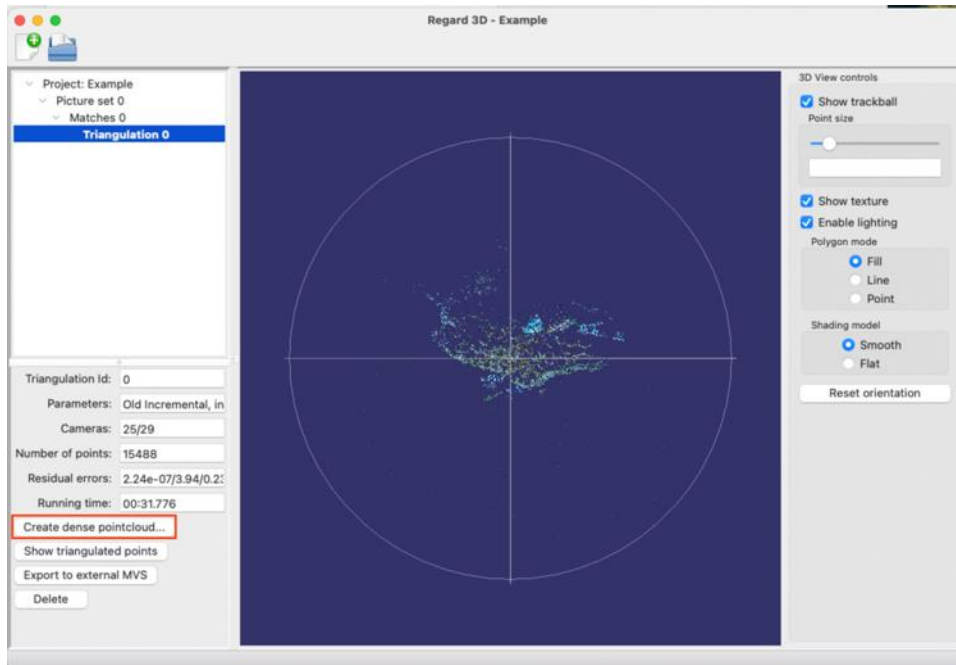 Regard 3D - Example
Project: Example
Picture set 0
Matches 0
Triangulation 0
Triangulation Id: 0
Parameters: Old Incremental, in
Cameras: 25/29
Number of points: 15488
Residual errors: 2.24e-07/3.94/0.23
Running time: 00:31.776
Create dense pointcloud...
Show triangulated points
Export to external MVS
Delete
3D View controls
Show trackball
Point size
Show texture
Enable lighting
Polygon mode
Fill
Line
Point
Shading model
Smooth
Flat
Reset orientation